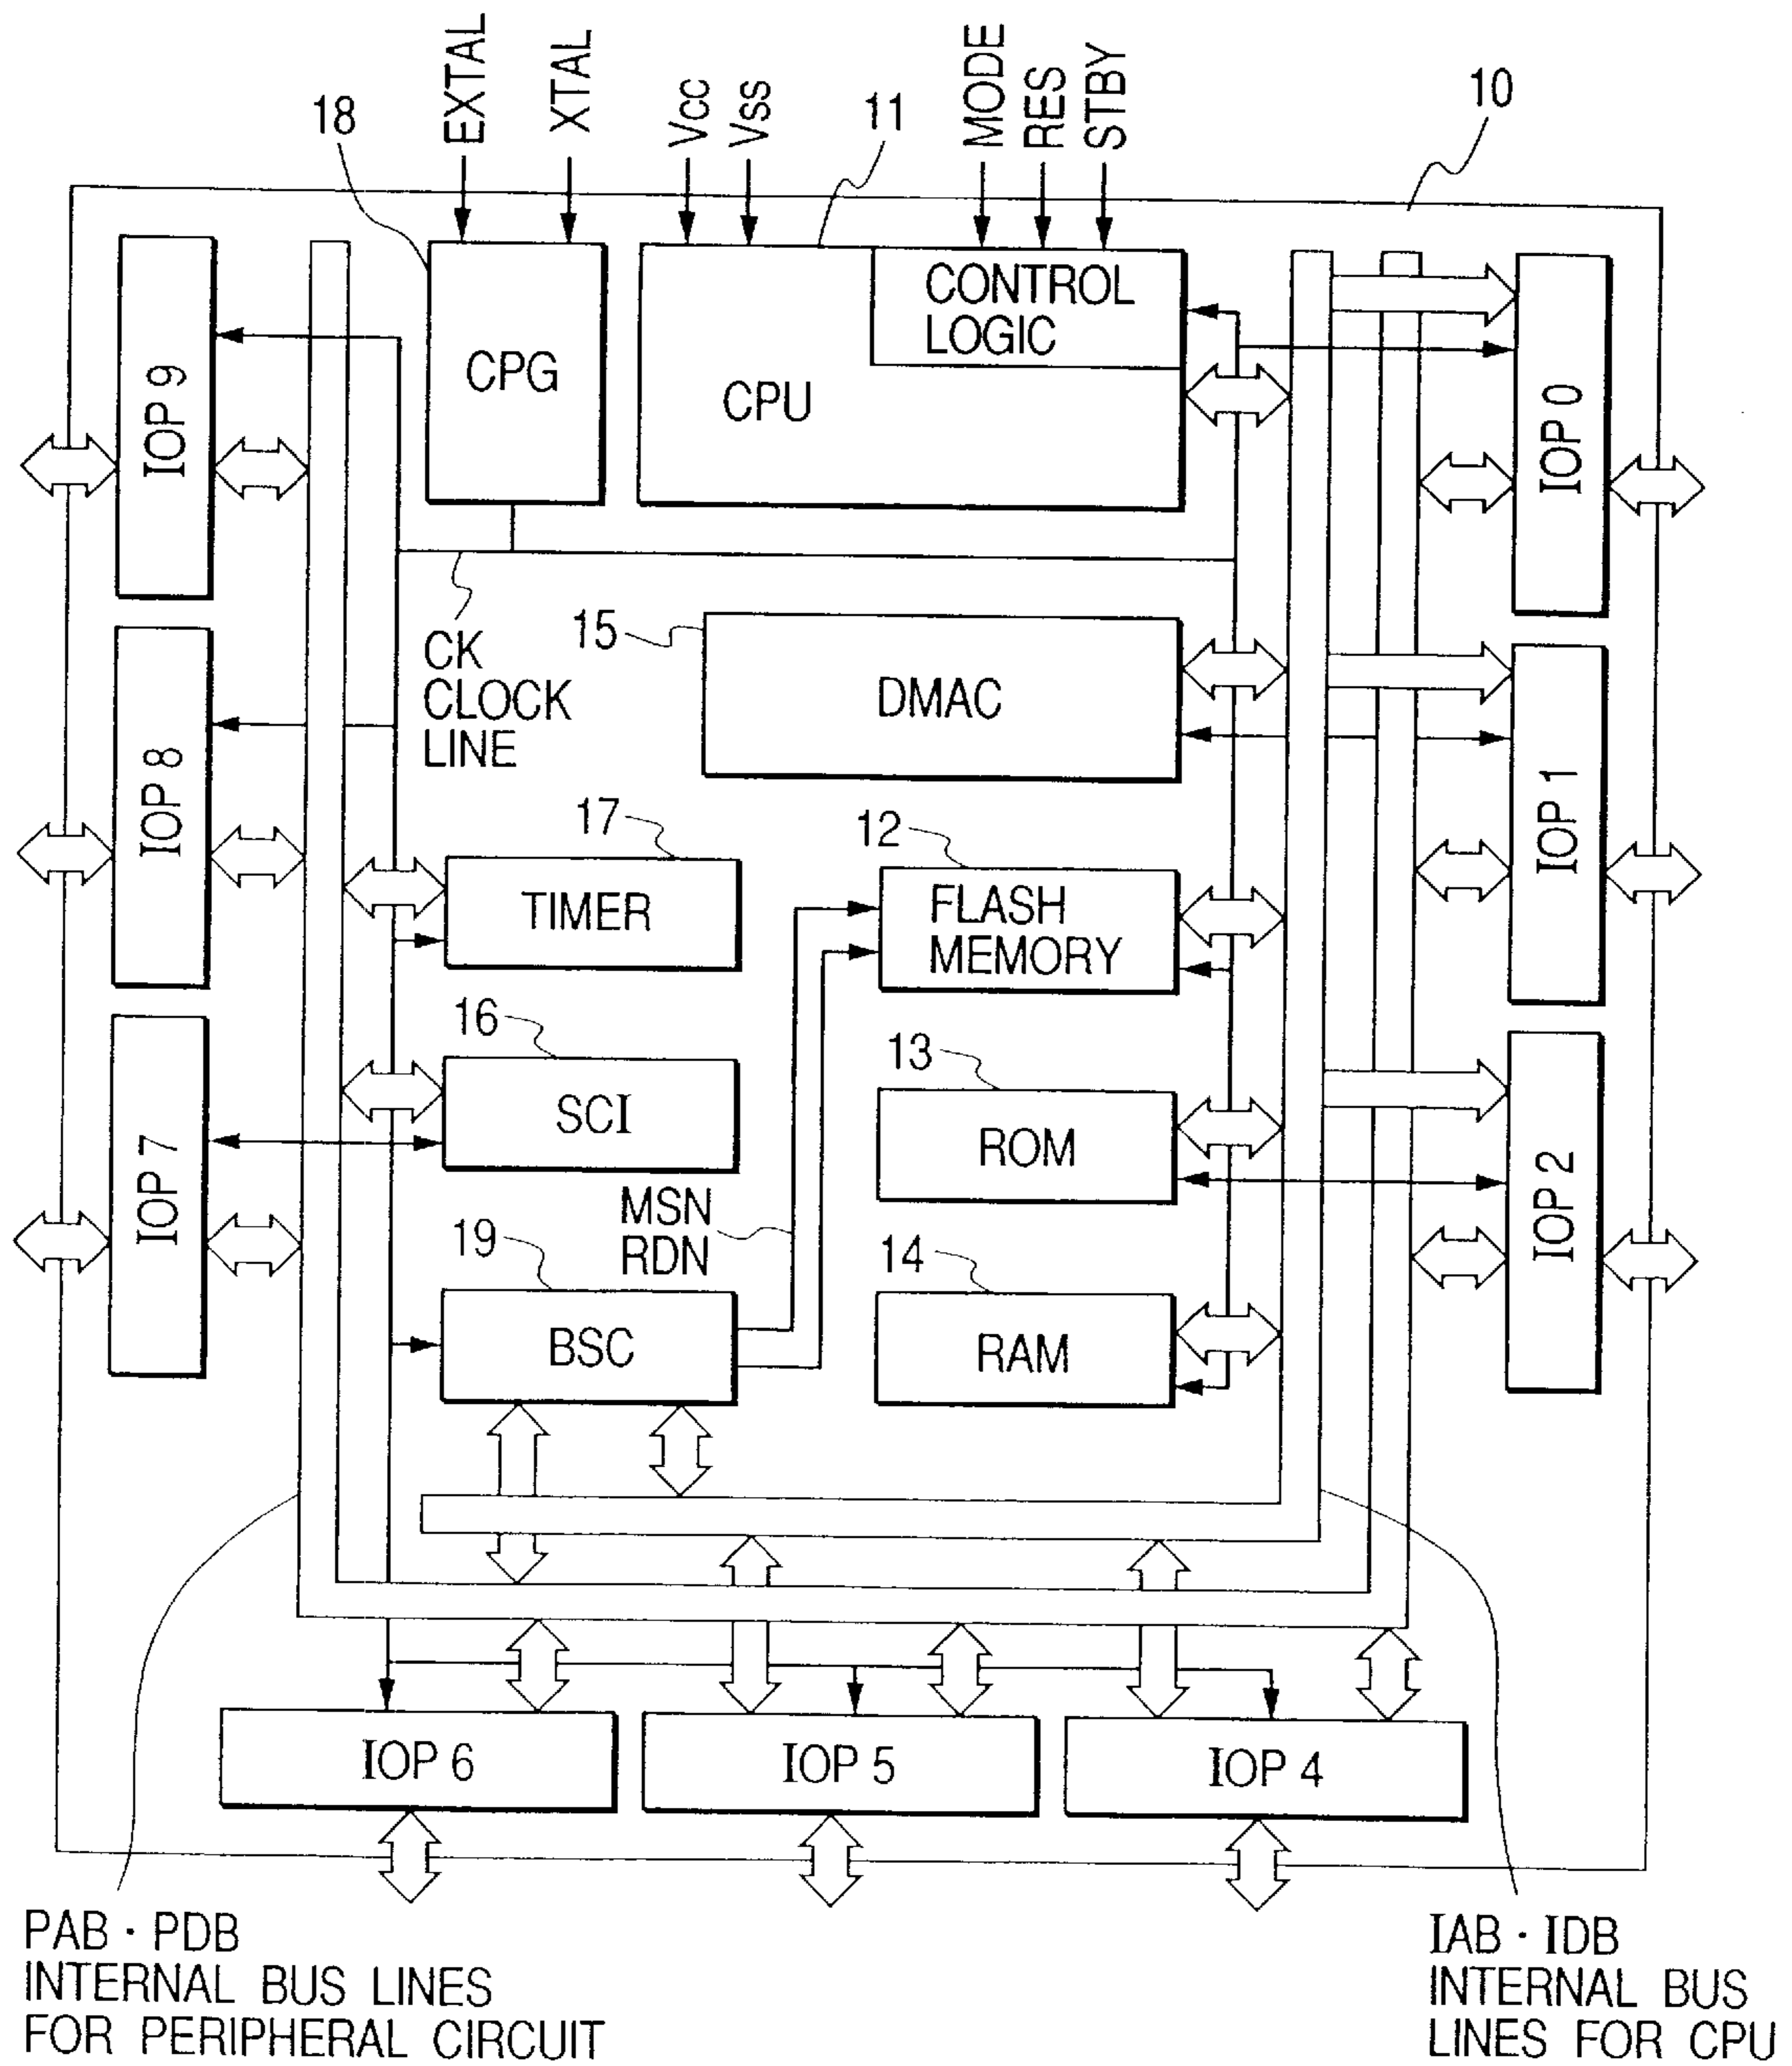 EXTAL
XTAL
Vcc
Vss
MODE
RES
STBY
18
11
10
CPG
CPU
CONTROL
LOGIC
IOP 9
IOP 0
CK
CLOCK
LINE
15
DMAC
IOP 8
IOP 1
17
TIMER
12
FLASH
MEMORY
16
SCI
13
ROM
IOP 7
IOP 2
MSN
RDN
19
BSC
14
RAM
IOP 6
IOP 5
IOP 4
PAB · PDB
INTERNAL BUS LINES
FOR PERIPHERAL CIRCUIT
IAB · IDB
INTERNAL BUS
LINES FOR CPU